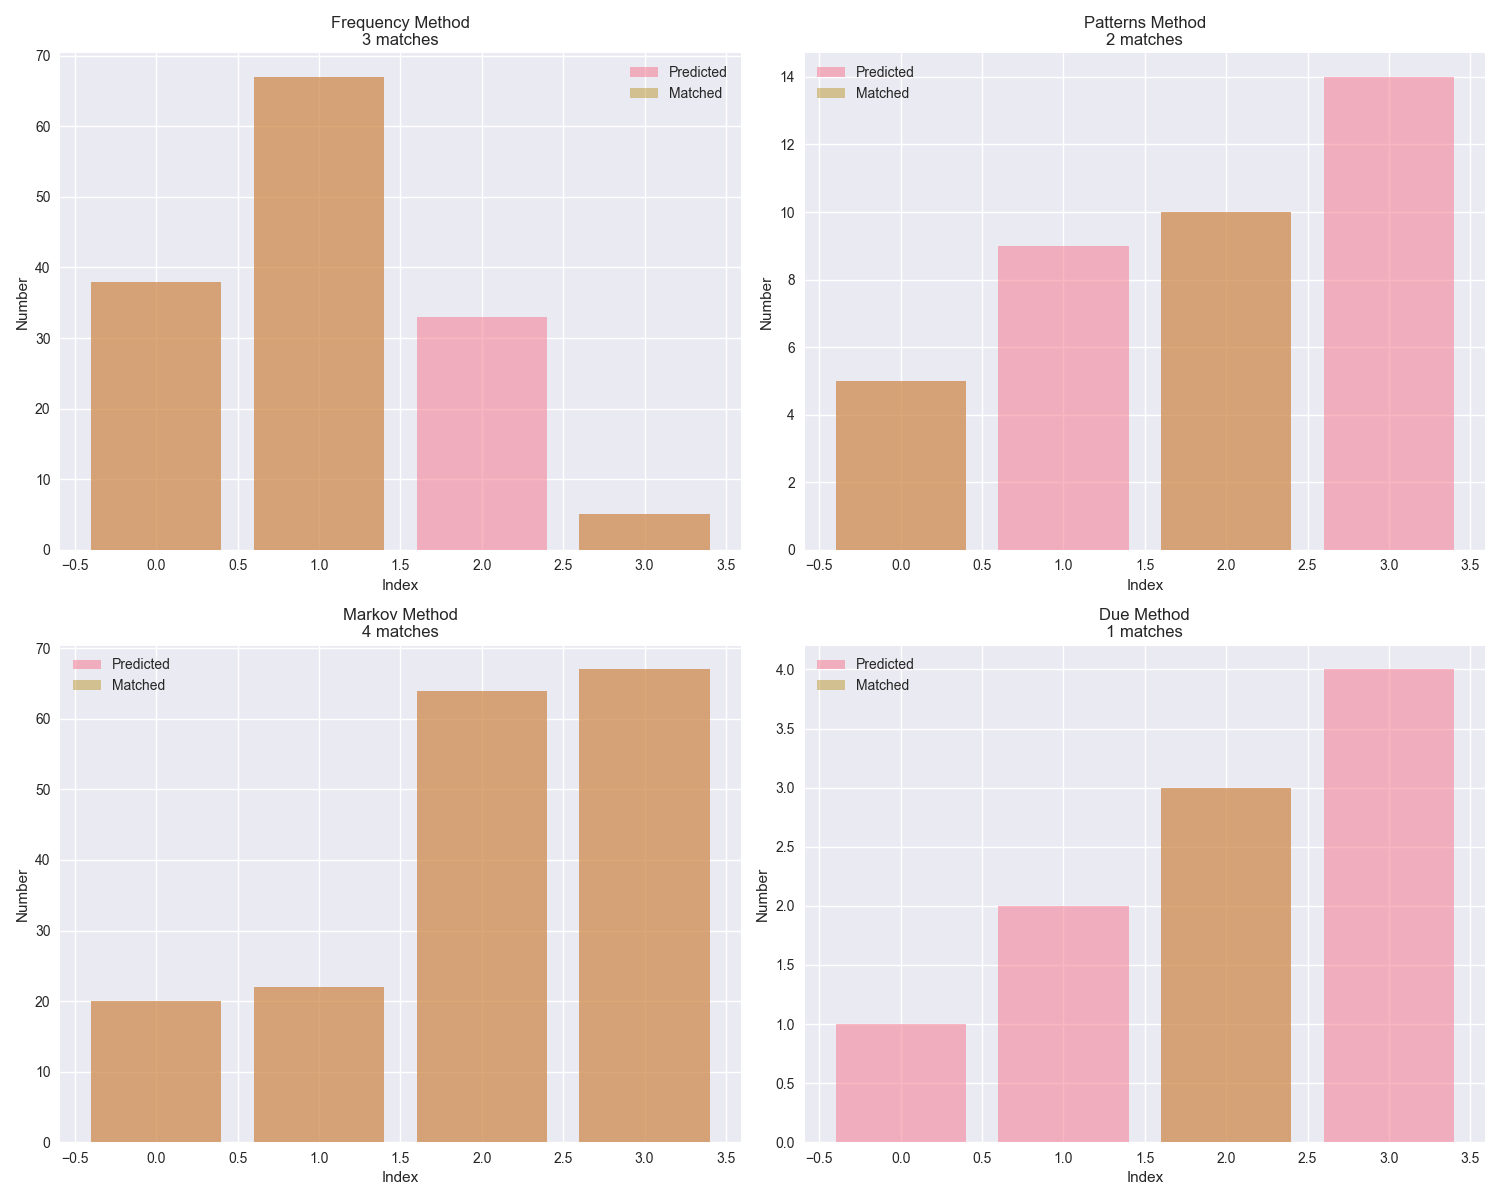 Frequency Method
3 matches
Predicted
Matched
70
60
50
40
30
20
10
0
Number
−0.5 0.0 0.5 1.0 1.5 2.0 2.5 3.0 3.5
Index
Patterns Method
2 matches
Predicted
Matched
14
12
10
8
6
4
2
0
Number
−0.5 0.0 0.5 1.0 1.5 2.0 2.5 3.0 3.5
Index
Markov Method
4 matches
Predicted
Matched
70
60
50
40
30
20
10
0
Number
−0.5 0.0 0.5 1.0 1.5 2.0 2.5 3.0 3.5
Index
Due Method
1 matches
Predicted
Matched
4.0
3.5
3.0
2.5
2.0
1.5
1.0
0.5
0.0
Number
−0.5 0.0 0.5 1.0 1.5 2.0 2.5 3.0 3.5
Index